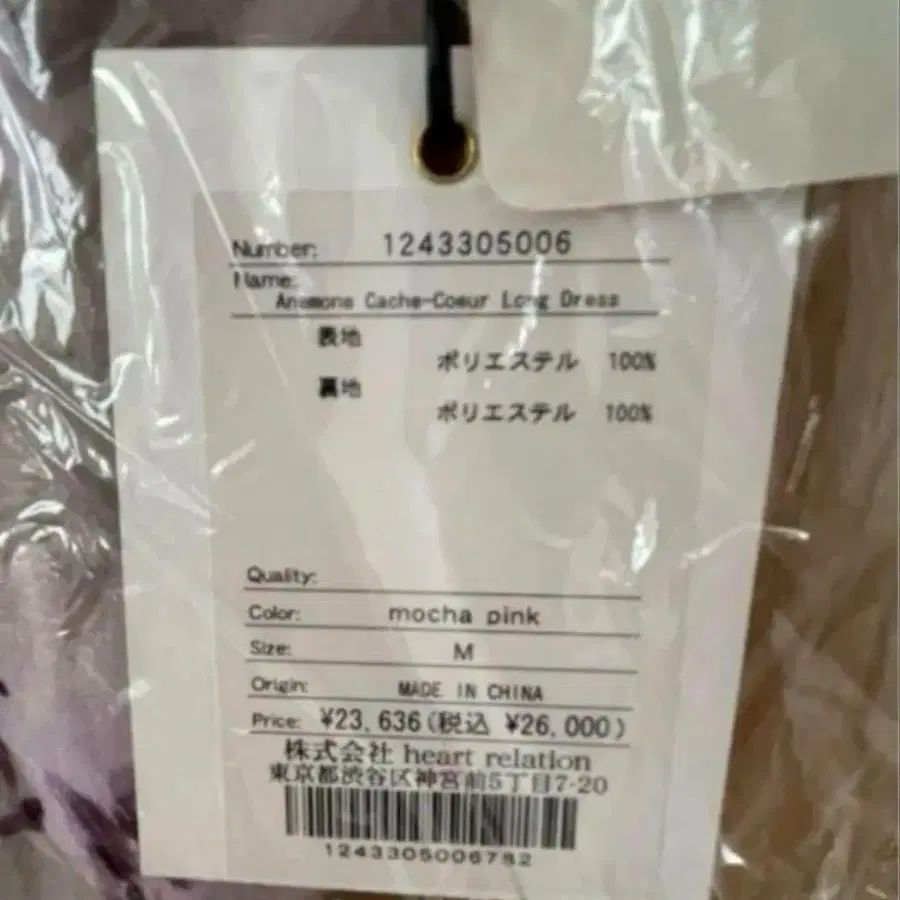 Number: 1243305006
Name:
Anemone Cache-Coeur Long Dress
表地
ポリエステル 100%
裏地
ポリエステル 100%
Quality:
Color: mocha pink
Size: M
Origin: MADE IN CHINA
Price: ¥23,636(税込 ¥26,000)
株式会社 heart relation
東京都渋谷区神宮前5丁目7-20
1243305006782